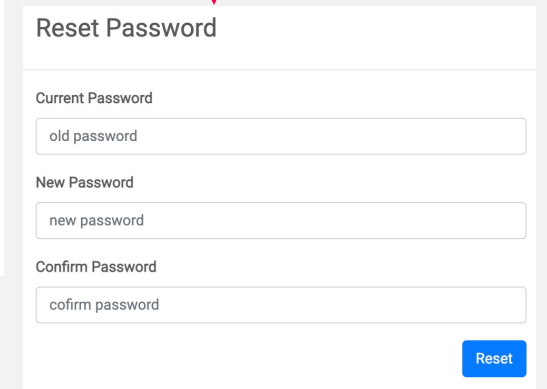 Reset Password
Current Password
old password
New Password
new password
Confirm Password
cofirm password
Reset